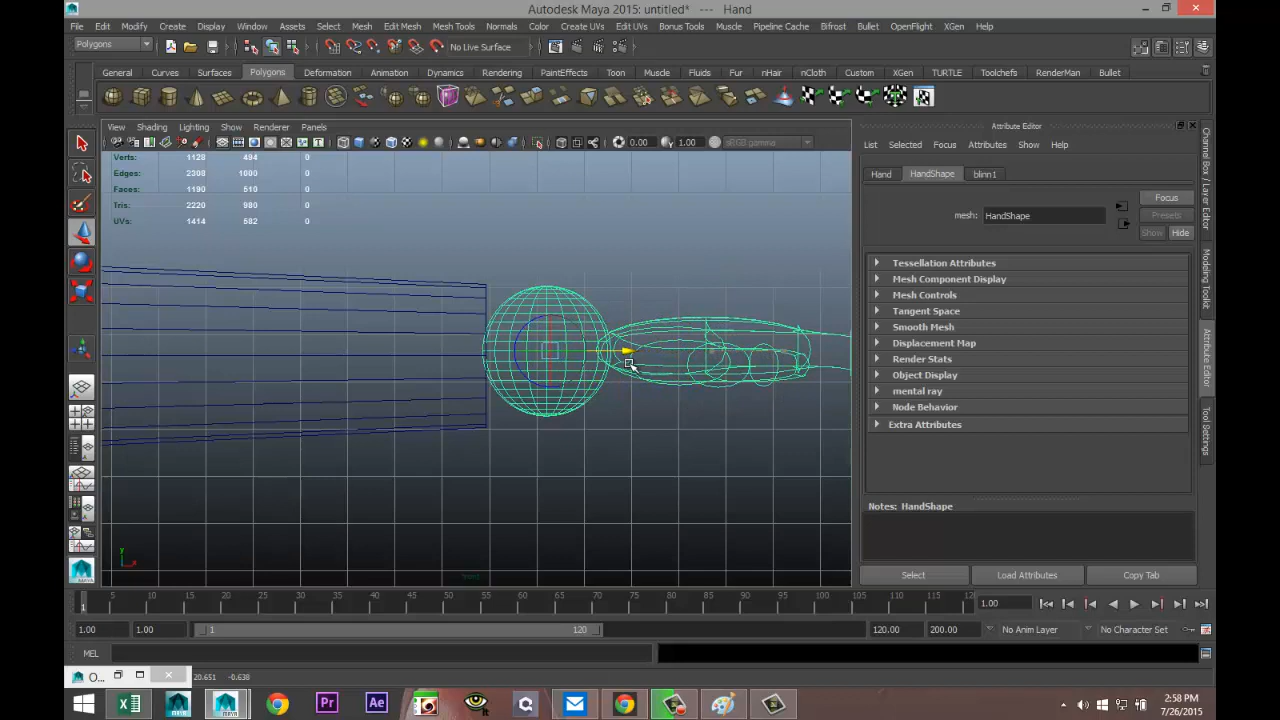 Autodesk Maya 2015: untitled* --- Hand
File Edit Modify Create Display Window Assets Select Mesh Edit Mesh Mesh Tools Normals Color Create UVs Edit UVs Bonus Tools Muscle Pipeline Cache Bifrost Bullet OpenFlight XGen Help
Polygons No Live Surface
General Curves Surfaces Polygons Deformation Animation Dynamics Rendering PaintEffects Toon Muscle Fluids Fur nHair nCloth Custom XGen TURTLE Toolchefs RenderMan Bullet
View Shading Lighting Show Renderer Panels
0.00 1.00 sRGB gamma
Verts: 1128 494 0
Edges: 2308 1000 0
Faces: 1190 510 0
Tris: 2220 980 0
UVs: 1414 582 0
y
x
Attribute Editor
List Selected Focus Attributes Show Help
Hand HandShape blinn1
Focus
mesh: HandShape Presets
Show Hide
Tessellation Attributes
Mesh Component Display
Mesh Controls
Tangent Space
Smooth Mesh
Displacement Map
Render Stats
Object Display
mental ray
Node Behavior
Extra Attributes
Notes: HandShape
Select Load Attributes Copy Tab
Channel Box / Layer Editor
Modeling Toolkit
Attribute Editor
Tool Settings
1 5 10 15 20 25 30 35 40 45 50 55 60 65 70 75 80 85 90 95 100 105 110 115 120 1.00
1.00 1.00 1 120 120.00 200.00 No Anim Layer No Character Set
MEL
O... 20.651 -0.638
2:58 PM
7/26/2015